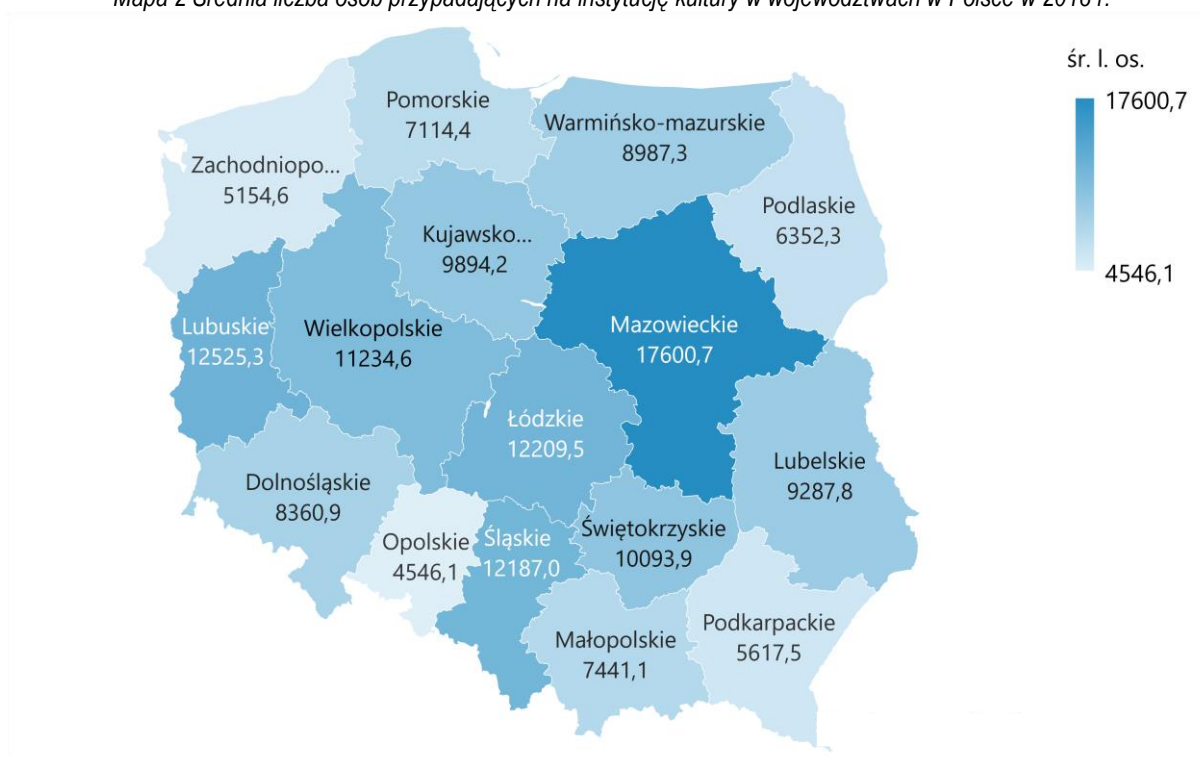 Mapa 2 Średnia liczba osób przypadających na instytucję kultury w województwach w Polsce w 2018 r.
śr. l. os.
17600,7
4546,1
Pomorskie
7114,4
Warmińsko-mazurskie
8987,3
Zachodniopo...
5154,6
Podlaskie
6352,3
Kujawsko...
9894,2
Lubuskie
12525,3
Wielkopolskie
11234,6
Mazowieckie
17600,7
Łódzkie
12209,5
Lubelskie
9287,8
Dolnośląskie
8360,9
Opolskie
4546,1
Śląskie
12187,0
Świętokrzyskie
10093,9
Małopolskie
7441,1
Podkarpackie
5617,5